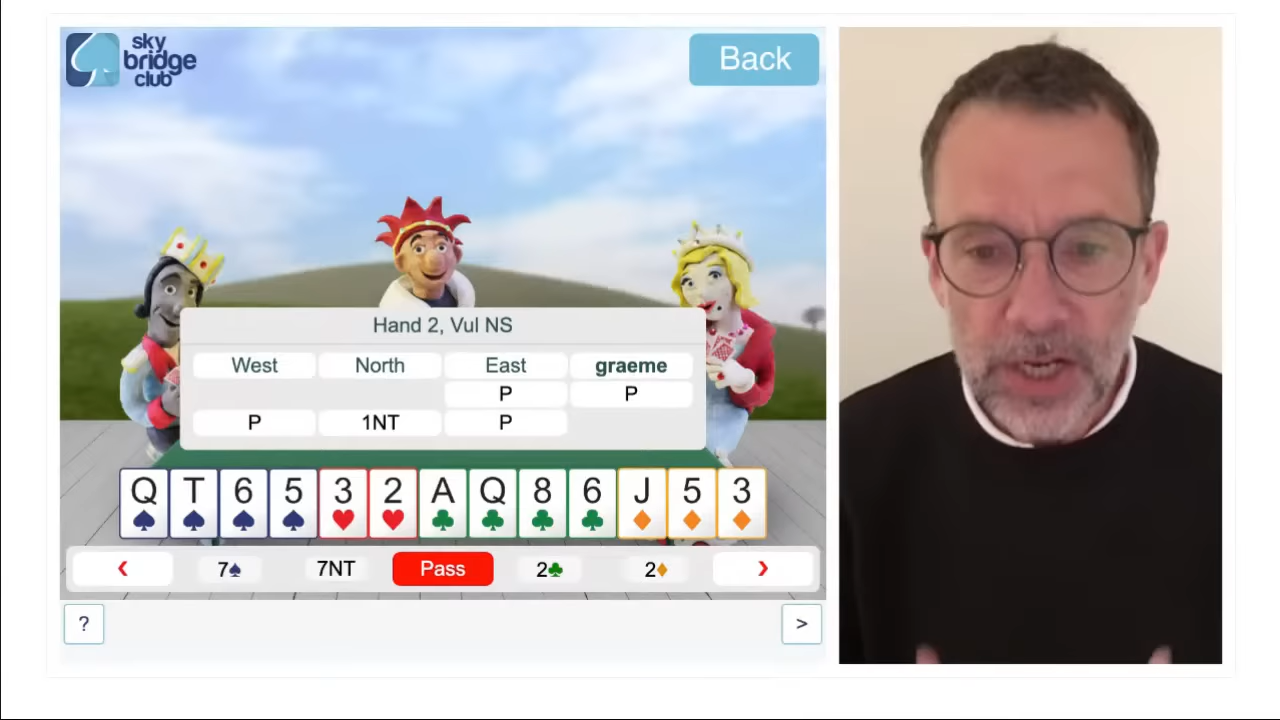 sky
bridge
club
Back
Hand 2, Vul NS
West North East graeme
P P
P 1NT P
Q T 6 5 3 2 A Q 8 6 J 5 3
♠ ♠ ♠ ♠ ♥ ♥ ♣ ♣ ♣ ♣ ♦ ♦ ♦
‹ 7♠ 7NT Pass 2♣ 2♦ ›
? >